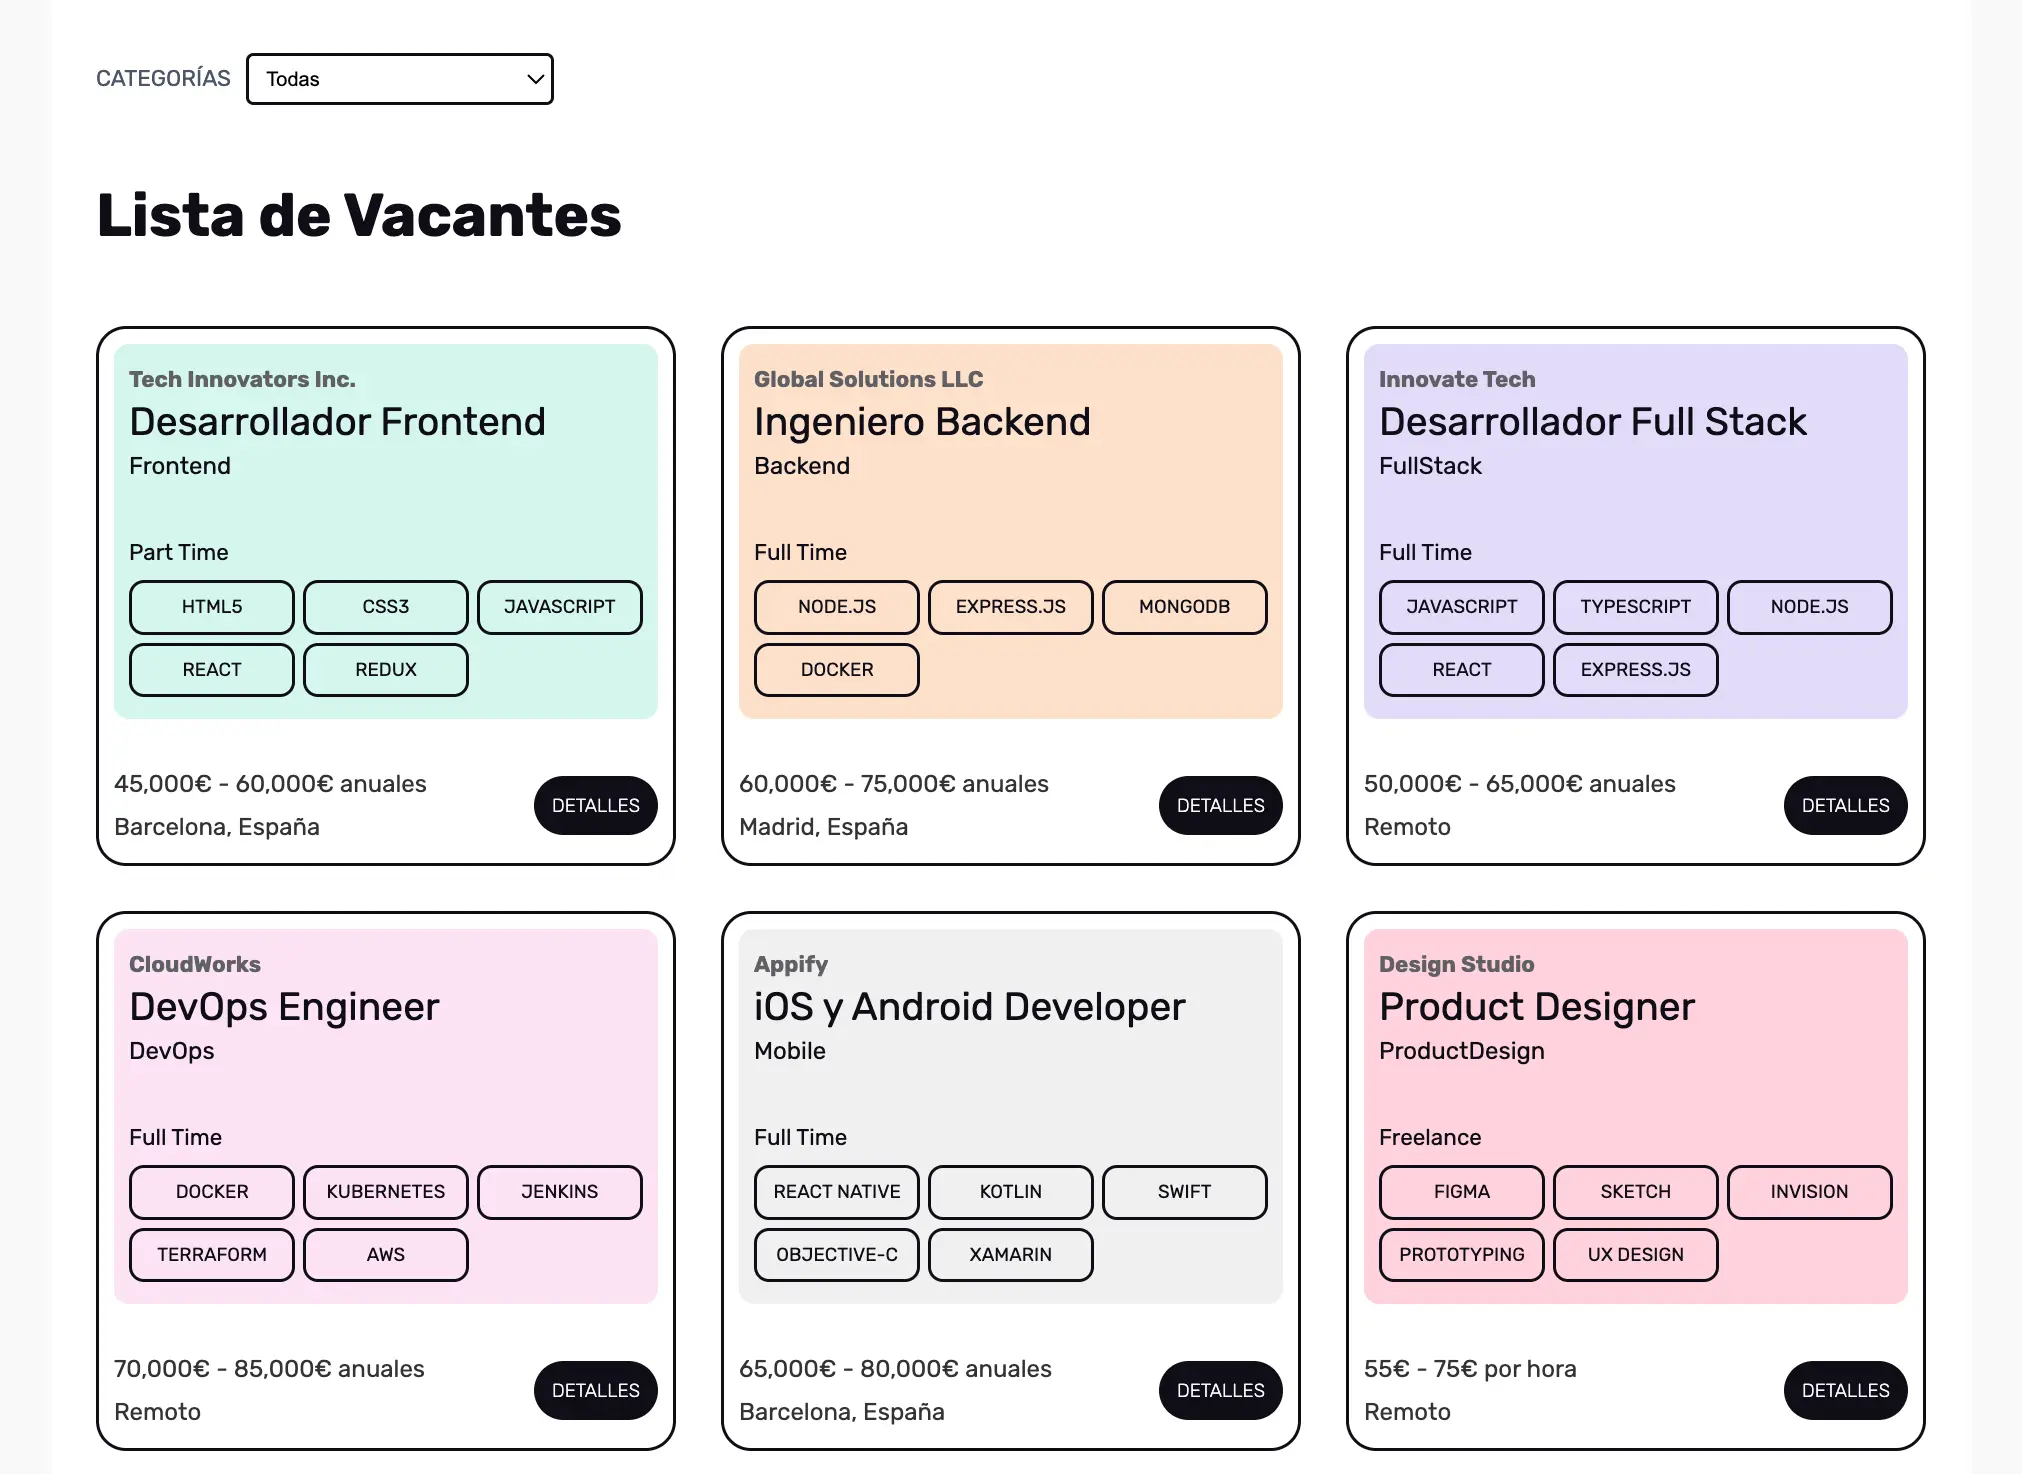 CATEGORÍAS Todas
Lista de Vacantes
Tech Innovators Inc.
Desarrollador Frontend
Frontend
Part Time
HTML5 CSS3 JAVASCRIPT
REACT REDUX
45,000€ - 60,000€ anuales
Barcelona, España
DETALLES
Global Solutions LLC
Ingeniero Backend
Backend
Full Time
NODE.JS EXPRESS.JS MONGODB
DOCKER
60,000€ - 75,000€ anuales
Madrid, España
DETALLES
Innovate Tech
Desarrollador Full Stack
FullStack
Full Time
JAVASCRIPT TYPESCRIPT NODE.JS
REACT EXPRESS.JS
50,000€ - 65,000€ anuales
Remoto
DETALLES
CloudWorks
DevOps Engineer
DevOps
Full Time
DOCKER KUBERNETES JENKINS
TERRAFORM AWS
70,000€ - 85,000€ anuales
Remoto
DETALLES
Appify
iOS y Android Developer
Mobile
Full Time
REACT NATIVE KOTLIN SWIFT
OBJECTIVE-C XAMARIN
65,000€ - 80,000€ anuales
Barcelona, España
DETALLES
Design Studio
Product Designer
ProductDesign
Freelance
FIGMA SKETCH INVISION
PROTOTYPING UX DESIGN
55€ - 75€ por hora
Remoto
DETALLES